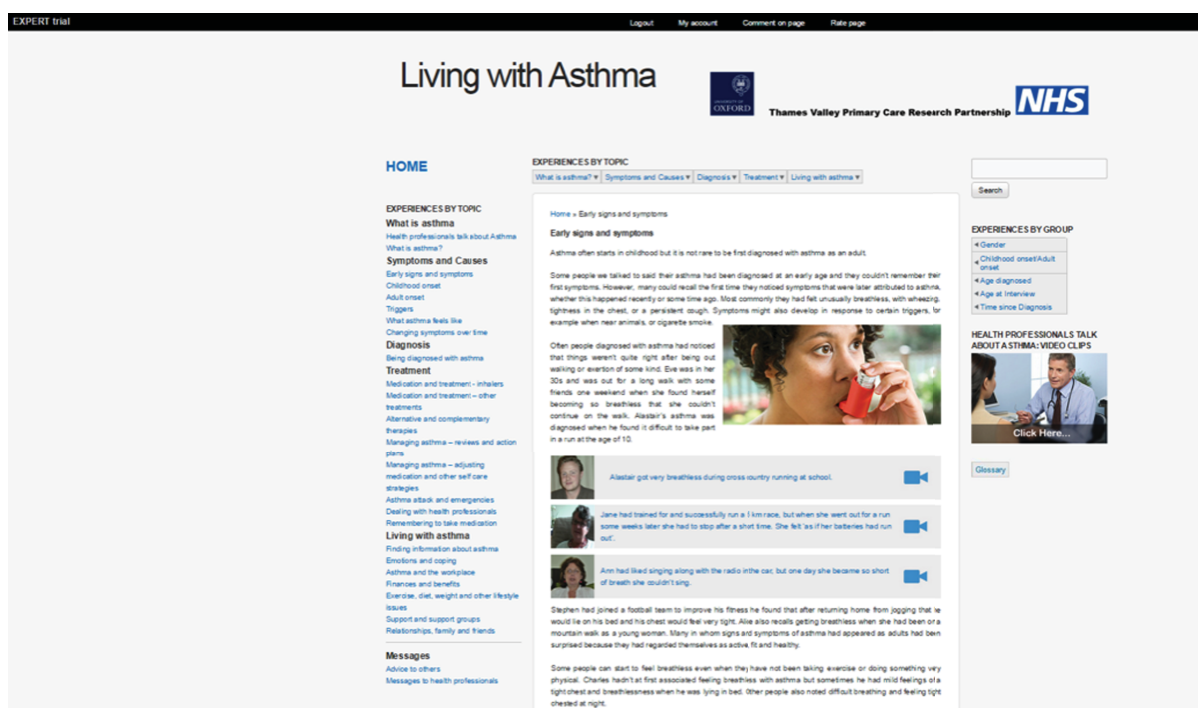 EXPERT trial
Logout
My account
Comment on page
Rate page
Living with Asthma
UNIVERSITY OF
OXFORD
Thames Valley Primary Care Research Partnership
NHS
HOME
EXPERIENCES BY TOPIC
What is asthma
Health professionals talk about Asthma
What is asthma?
Symptoms and Causes
Early signs and symptoms
Childhood onset
Adult onset
Triggers
What asthma feels like
Changing symptoms over time
Diagnosis
Being diagnosed with asthma
Treatment
Medication and treatment - inhalers
Medication and treatment – other
treatments
Alternative and complementary
therapies
Managing asthma – reviews and action
plans
Managing asthma – adjusting
medication and other self care
strategies
Asthma attack and emergencies
Dealing with health professionals
Remembering to take medication
Living with asthma
Finding information about asthma
Emotions and coping
Asthma and the workplace
Finances and benefits
Exercise, diet, weight and other lifestyle
issues
Support and support groups
Relationships, family and friends
Messages
Advice to others
Messages to health professionals
EXPERIENCES BY TOPIC
What is asthma? ▾ Symptoms and Causes ▾ Diagnosis ▾ Treatment ▾ Living with asthma ▾
Home » Early signs and symptoms
Early signs and symptoms
Asthma often starts in childhood but it is not rare to be first diagnosed with asthma as an adult.
Some people we talked to said their asthma had been diagnosed at an early age and they couldn't remember their
first symptoms. However, many could recall the first time they noticed symptoms that were later attributed to asthma,
whether this happened recently or some time ago. Most commonly they had felt unusually breathless, with wheezing,
tightness in the chest, or a persistent cough. Symptoms might also develop in response to certain triggers, for
example when near animals, or cigarette smoke.
Often people diagnosed with asthma had noticed
that things weren't quite right after being out
walking or exertion of some kind. Eve was in her
30s and was out for a long walk with some
friends one weekend when she found herself
becoming so breathless that she couldn't
continue on the walk. Alastair's asthma was
diagnosed when he found it difficult to take part
in a run at the age of 10.
Alastair got very breathless during cross country running at school.
Jane had trained for and successfully run a 1 km race, but when she went out for a run
some weeks later she had to stop after a short time. She felt 'as if her batteries had run
out'.
Ann had liked singing along with the radio in the car, but one day she became so short
of breath she couldn't sing.
Stephen had joined a football team to improve his fitness he found that after returning home from jogging that he
would lie on his bed and his chest would feel very tight. Alie also recalls getting breathless when she had been on a
mountain walk as a young woman. Many in whom signs and symptoms of asthma had appeared as adults had been
surprised because they had regarded themselves as active, fit and healthy.
Some people can start to feel breathless even when they have not been taking exercise or doing something very
physical. Charles hadn't at first associated feeling breathless with asthma but sometimes he had mild feelings of a
tight chest and breathlessness when he was lying in bed. Other people also noted difficult breathing and feeling tight
chested at night.
Search
EXPERIENCES BY GROUP
Gender
Childhood onset/Adult
onset
Age diagnosed
Age at Interview
Time since Diagnosis
HEALTH PROFESSIONALS TALK
ABOUT ASTHMA: VIDEO CLIPS
Click Here...
Glossary